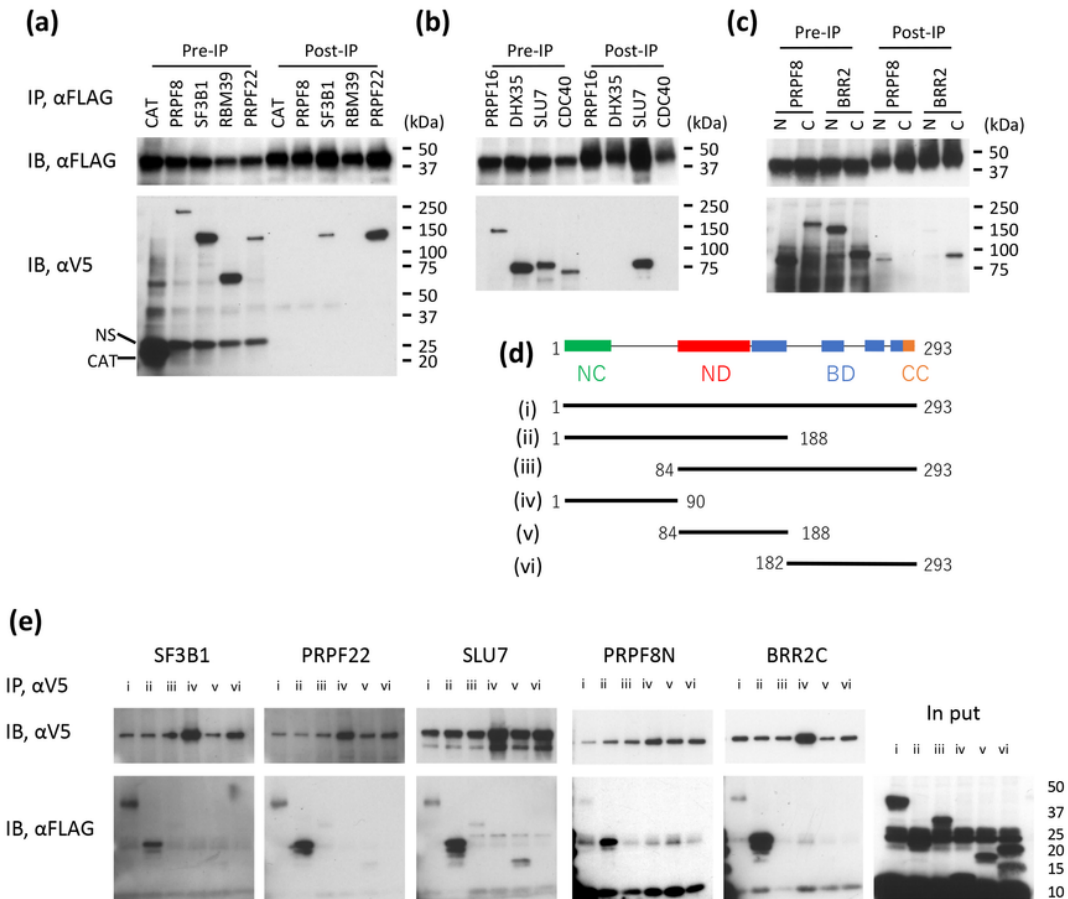 (a)
Pre-IP Post-IP
IP, αFLAG
CAT PRPF8 SF3B1 RBM39 PRPF22 CAT PRPF8 SF3B1 RBM39 PRPF22
(kDa)
IB, αFLAG
50
37
IB, αV5
250
150
100
75
50
37
25
20
NS
CAT
(b)
Pre-IP Post-IP
PRPF16 DHX35 SLU7 CDC40 PRPF16 DHX35 SLU7 CDC40
(kDa)
50
37
250
150
100
75
(c)
Pre-IP Post-IP
PRPF8 BRR2 PRPF8 BRR2
N C N C N C N C
(kDa)
50
37
250
150
100
75
(d)
1 293
NC ND BD CC
(i) 1 293
(ii) 1 188
(iii) 84 293
(iv) 1 90
(v) 84 188
(vi) 182 293
(e)
SF3B1 PRPF22 SLU7 PRPF8N BRR2C
IP, αV5
i ii iii iv v vi i ii iii iv v vi i ii iii iv v vi i ii iii iv v vi i ii iii iv v vi
IB, αV5
In put
i ii iii iv v vi
IB, αFLAG
50
37
25
20
15
10